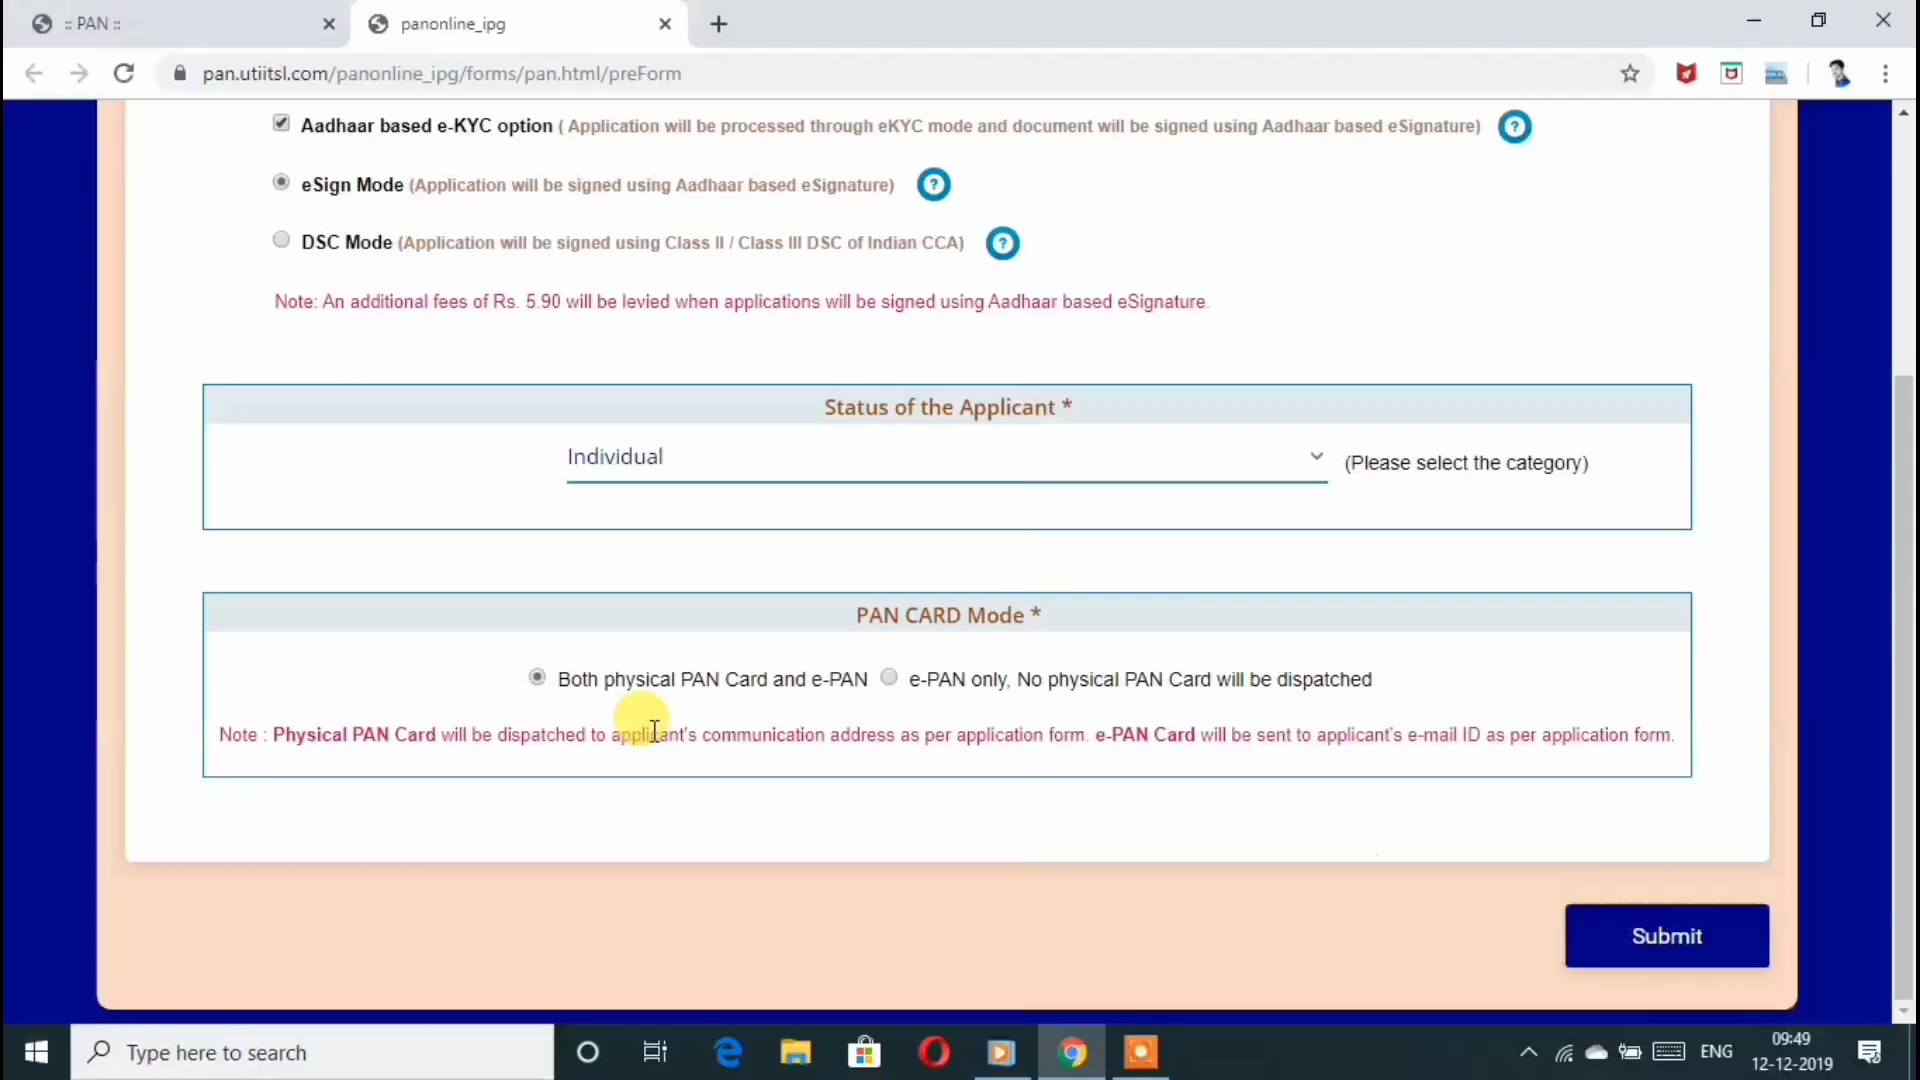 :: PAN ::
panonline_ipg
pan.utiitsl.com/panonline_ipg/forms/pan.html/preForm
Aadhaar based e-KYC option ( Application will be processed through eKYC mode and document will be signed using Aadhaar based eSignature)
?
eSign Mode (Application will be signed using Aadhaar based eSignature)
?
DSC Mode (Application will be signed using Class II / Class III DSC of Indian CCA)
?
Note: An additional fees of Rs. 5.90 will be levied when applications will be signed using Aadhaar based eSignature.
Status of the Applicant *
Individual
(Please select the category)
PAN CARD Mode *
Both physical PAN Card and e-PAN
e-PAN only, No physical PAN Card will be dispatched
Note : Physical PAN Card will be dispatched to applicant's communication address as per application form. e-PAN Card will be sent to applicant's e-mail ID as per application form.
Submit
Type here to search
ENG
09:49
12-12-2019